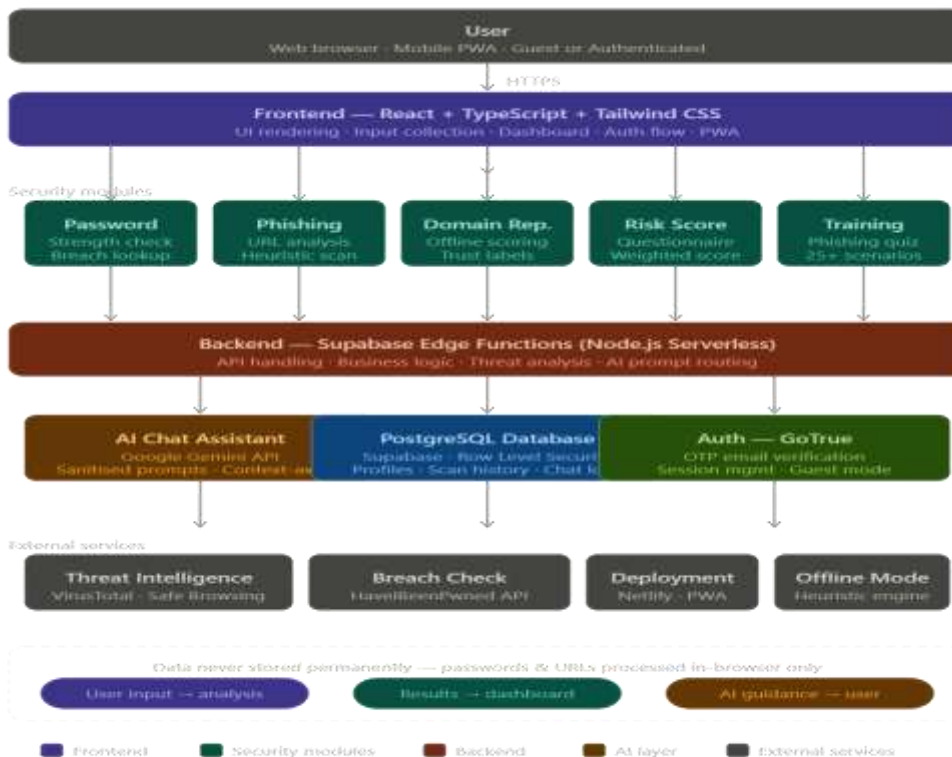 User
Web browser · Mobile PWA · Guest or Authenticated
HTTPS
Frontend — React + TypeScript + Tailwind CSS
UI rendering · Input collection · Dashboard · Auth flow · PWA
Security modules
Password
Strength check
Breach lookup
Phishing
URL analysis
Heuristic scan
Domain Rep.
Offline scoring
Trust labels
Risk Score
Questionnaire
Weighted score
Training
Phishing quiz
25+ scenarios
Backend — Supabase Edge Functions (Node.js Serverless)
API handling · Business logic · Threat analysis · AI prompt routing
AI Chat Assistant
Google Gemini API
Sanitised prompts ·
PostgreSQL Database
Supabase · Row Level
Profiles · Scan history · Chat
Auth — GoTrue
OTP email verification
Session mgmt · Guest mode
External services
Threat Intelligence
VirusTotal · Safe Browsing
Breach Check
HaveIBeenPwned API
Deployment
Netlify · PWA
Offline Mode
Heuristic engine
Data never stored permanently — passwords & URLs processed in-browser only
User input → analysis
Results → dashboard
AI guidance → user
Frontend
Security modules
Backend
AI layer
External services